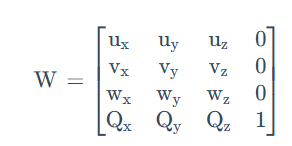 u_x u_y u_z 0
v_x v_y v_z 0
W = w_x w_y w_z 0
Q_x Q_y Q_z 1